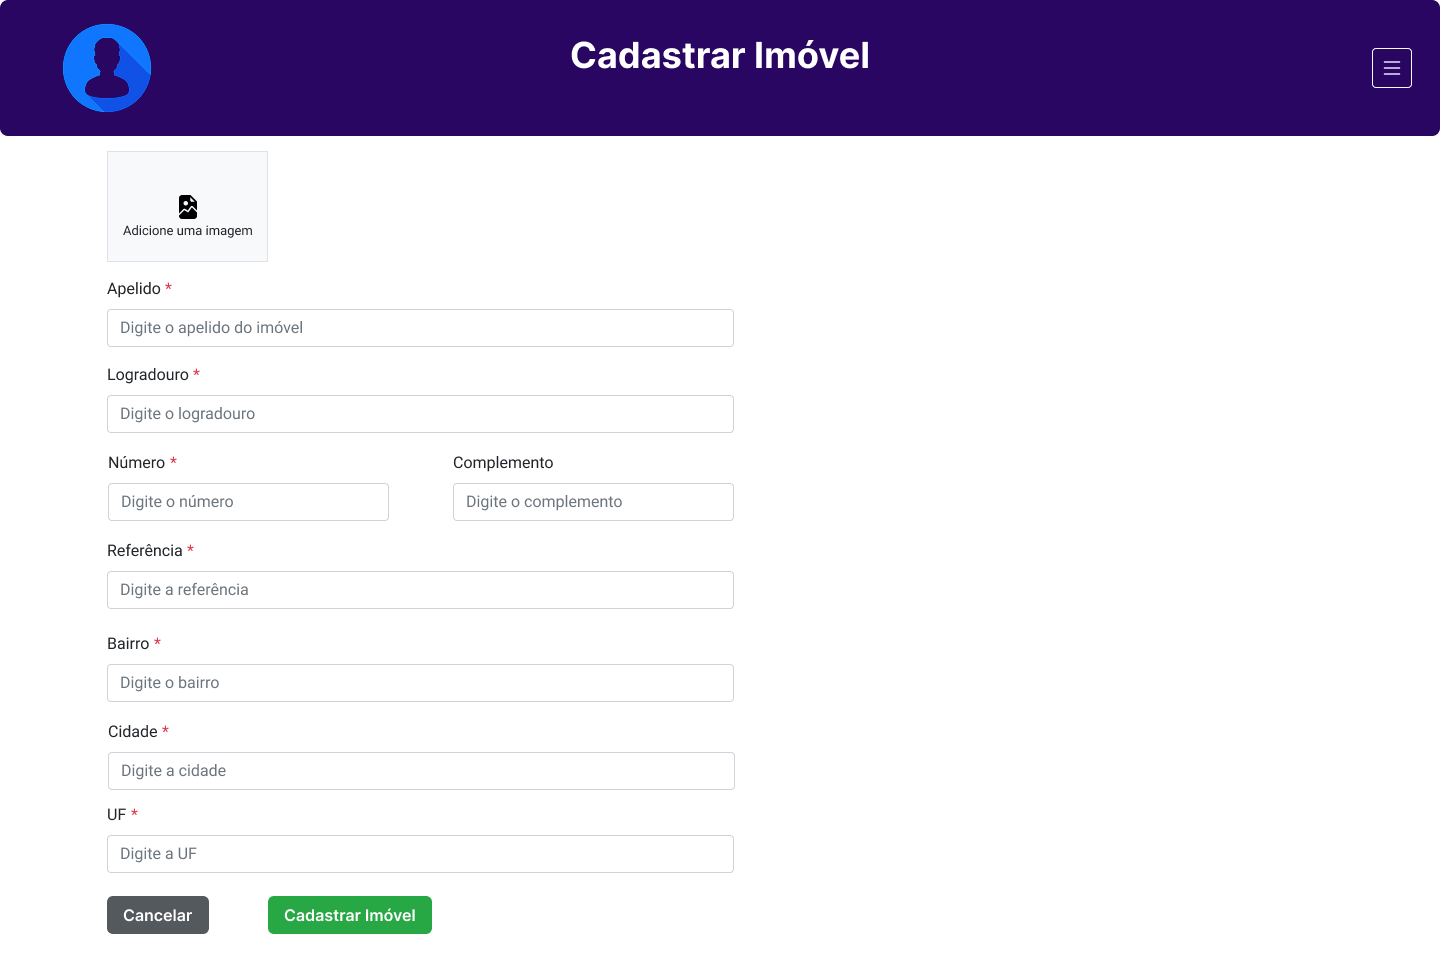 Cadastrar Imóvel
Adicione uma imagem
Apelido *
Digite o apelido do imóvel
Logradouro *
Digite o logradouro
Número * Complemento
Digite o número Digite o complemento
Referência *
Digite a referência
Bairro *
Digite o bairro
Cidade *
Digite a cidade
UF *
Digite a UF
Cancelar Cadastrar Imóvel